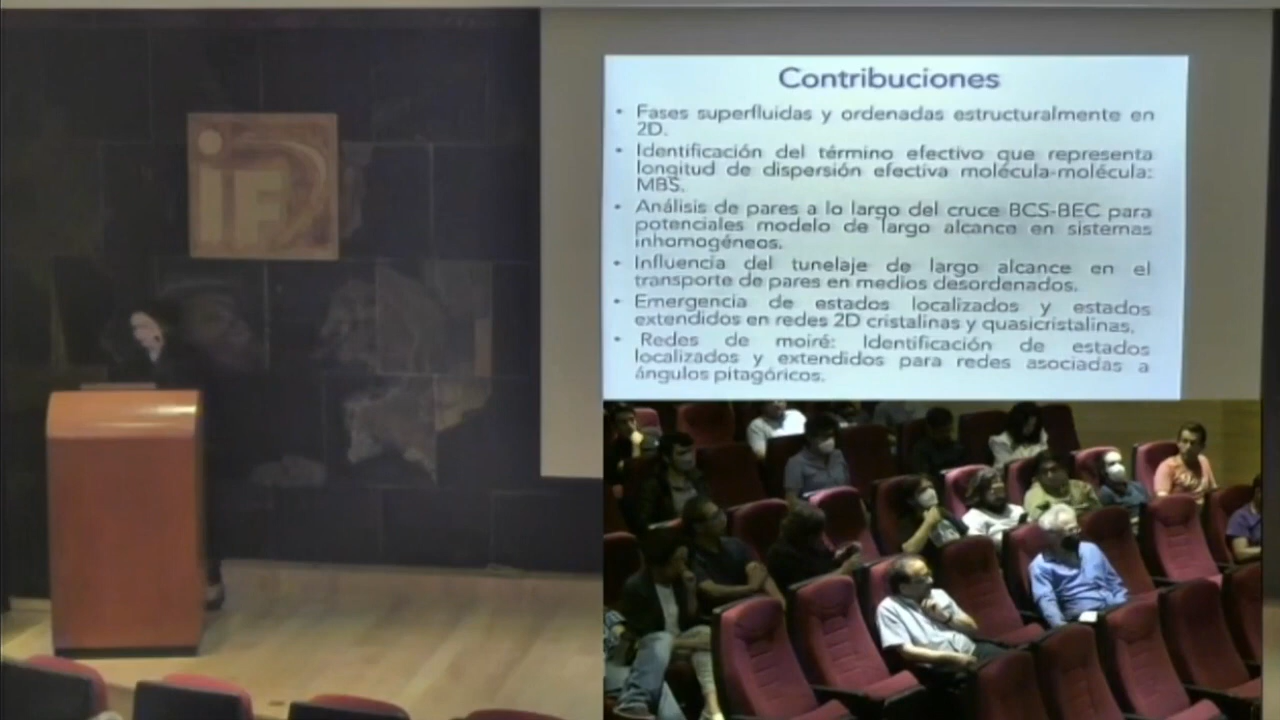 iF
Contribuciones
• Fases superfluidas y ordenadas estructuralmente en
2D.
• Identificación del término efectivo que representa
longitud de dispersión efectiva molécula-molécula:
MBS.
• Análisis de pares a lo largo del cruce BCS-BEC para
potenciales modelo de largo alcance en sistemas
inhomogéneos.
• Influencia del tunelaje de largo alcance en el
transporte de pares en medios desordenados.
• Emergencia de estados localizados y estados
extendidos en redes 2D cristalinas y quasicristalinas.
• Redes de moiré: Identificación de estados
localizados y extendidos para redes asociadas a
ángulos pitagóricos.